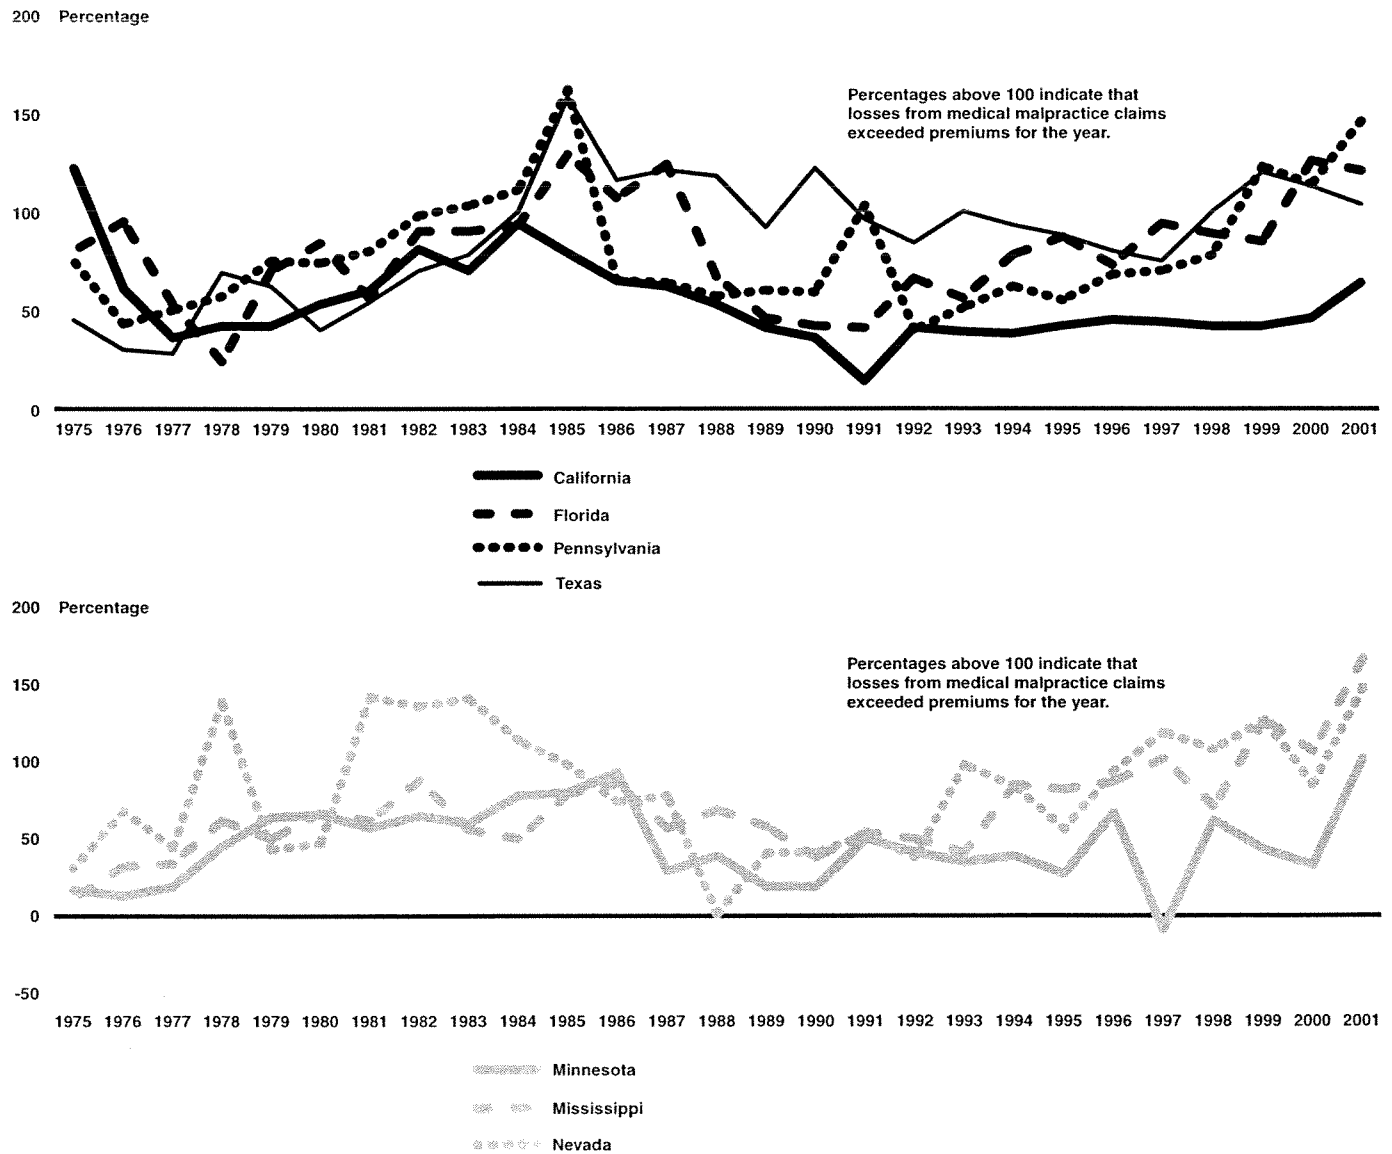 200 Percentage
Percentages above 100 indicate that
losses from medical malpractice claims
exceeded premiums for the year.
150
100
50
0
1975 1976 1977 1978 1979 1980 1981 1982 1983 1984 1985 1986 1987 1988 1989 1990 1991 1992 1993 1994 1995 1996 1997 1998 1999 2000 2001
California
Florida
Pennsylvania
Texas
200 Percentage
Percentages above 100 indicate that
losses from medical malpractice claims
exceeded premiums for the year.
150
100
50
0
-50
1975 1976 1977 1978 1979 1980 1981 1982 1983 1984 1985 1986 1987 1988 1989 1990 1991 1992 1993 1994 1995 1996 1997 1998 1999 2000 2001
Minnesota
Mississippi
Nevada